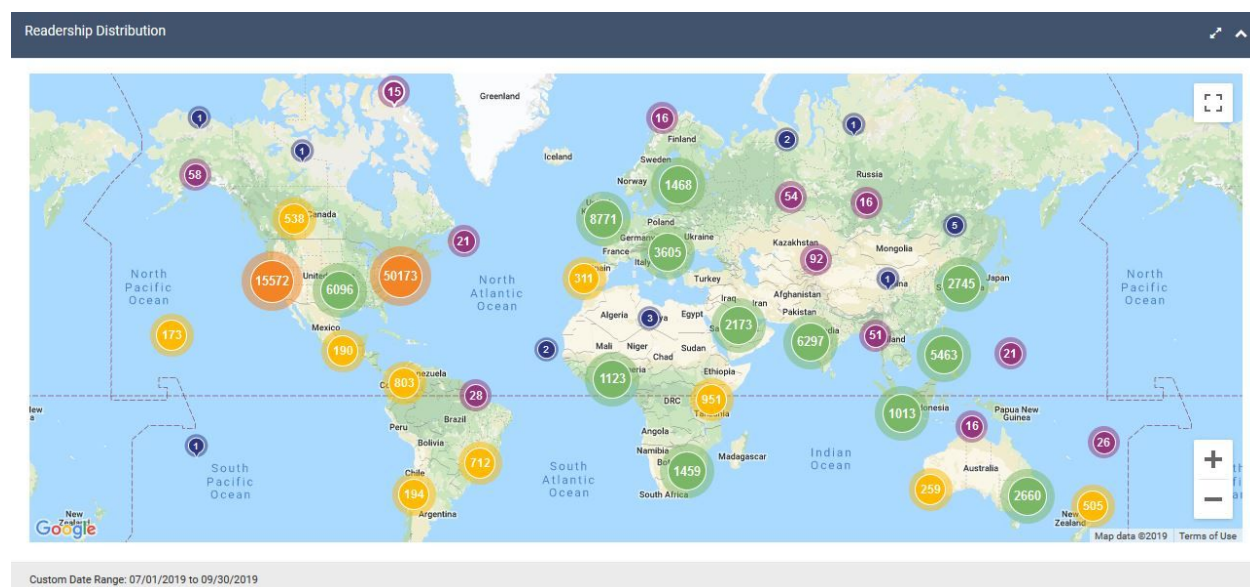 Readership Distribution
15
Greenland
1
16
2
1
Finland
1
Iceland
Sweden
58
Norway
1468
Russia
54
16
538
Canada
8771
Poland
5
21
Germany
Ukraine
3605
Kazakhstan
Mongolia
France
Italy
92
North
Pacific
Ocean
15572
United
6096
50173
North
Atlantic
Ocean
311
Turkey
1
2745
Japan
North
Pacific
Ocean
Iraq
Iran
Afghanistan
Pakistan
Algeria
3
Egypt
2173
173
Mexico
190
2
Mali
Niger
Chad
Sudan
6297
51
5463
21
803
1123
Ethiopia
28
DRC
951
1013
Papua New
Guinea
Peru
Brazil
Angola
16
1
Bolivia
Namibia
Madagascar
Indian
Ocean
26
South
Pacific
Ocean
712
South
Atlantic
Ocean
1459
Australia
+
Chile
194
South Africa
259
2660
−
Argentina
505
New
Zealand
New
Zealand
Google
Map data ©2019
Terms of Use
Custom Date Range: 07/01/2019 to 09/30/2019